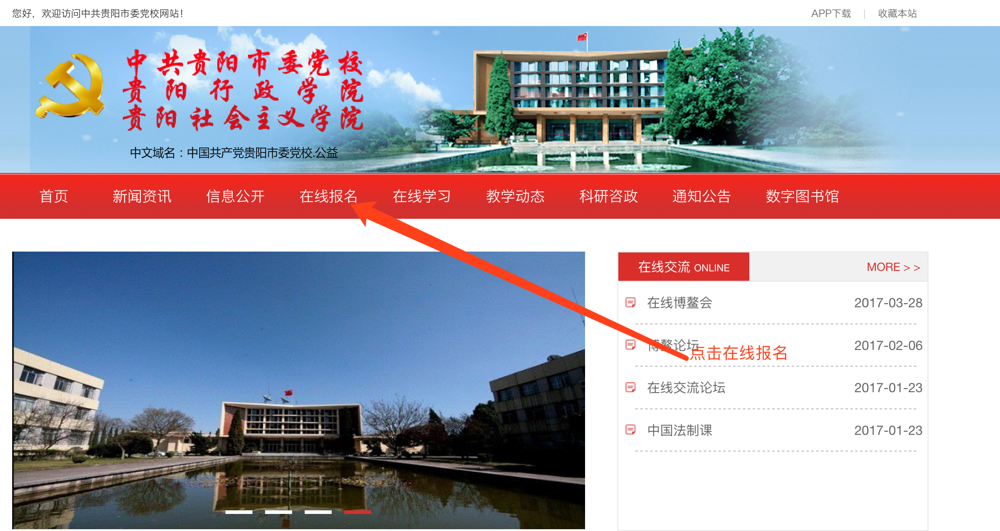 您好，欢迎访问中共贵阳市委党校网站！
APP下载 | 收藏本站
中共贵阳市委党校
贵阳行政学院
贵阳社会主义学院
中文域名：中国共产党贵阳市委党校.公益
首页 新闻资讯 信息公开 在线报名 在线学习 教学动态 科研咨政 通知公告 数字图书馆
在线交流 ONLINE MORE > >
在线博鳌会 2017-03-28
博鳌论坛 2017-02-06
点击在线报名
在线交流论坛 2017-01-23
中国法制课 2017-01-23